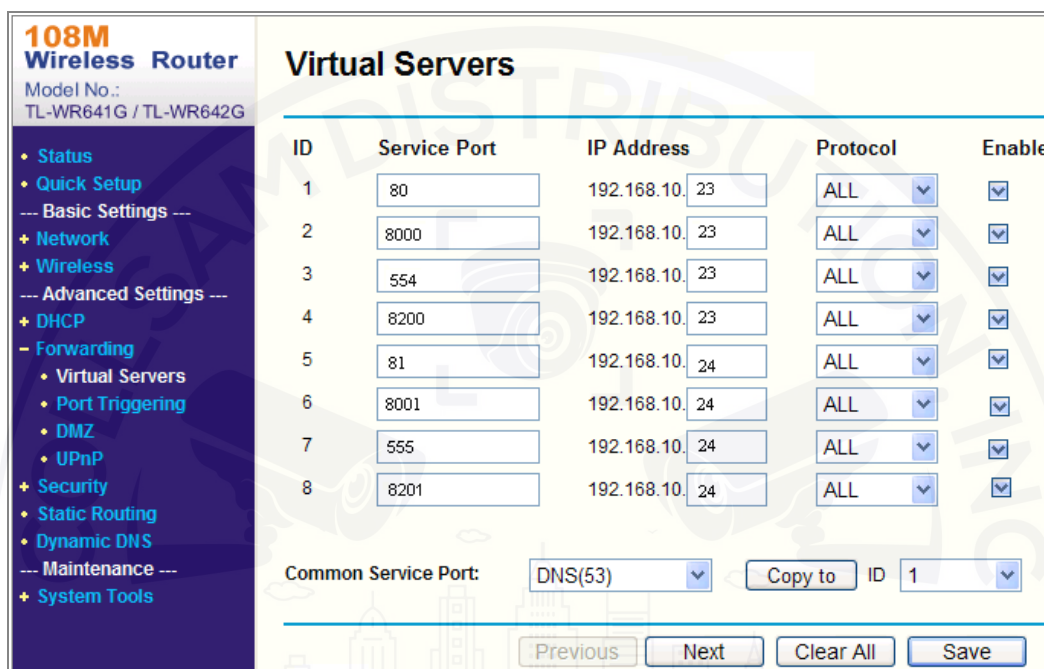 108M
Wireless Router
Model No.:
TL-WR641G / TL-WR642G
Status
Quick Setup
--- Basic Settings ---
+ Network
+ Wireless
--- Advanced Settings ---
+ DHCP
− Forwarding
Virtual Servers
Port Triggering
DMZ
UPnP
+ Security
Static Routing
Dynamic DNS
--- Maintenance ---
+ System Tools
Virtual Servers
ID Service Port IP Address Protocol Enable
1 80 192.168.10. 23 ALL
2 8000 192.168.10. 23 ALL
3 554 192.168.10. 23 ALL
4 8200 192.168.10. 23 ALL
5 81 192.168.10. 24 ALL
6 8001 192.168.10. 24 ALL
7 555 192.168.10. 24 ALL
8 8201 192.168.10. 24 ALL
Common Service Port: DNS(53) Copy to ID 1
Previous Next Clear All Save